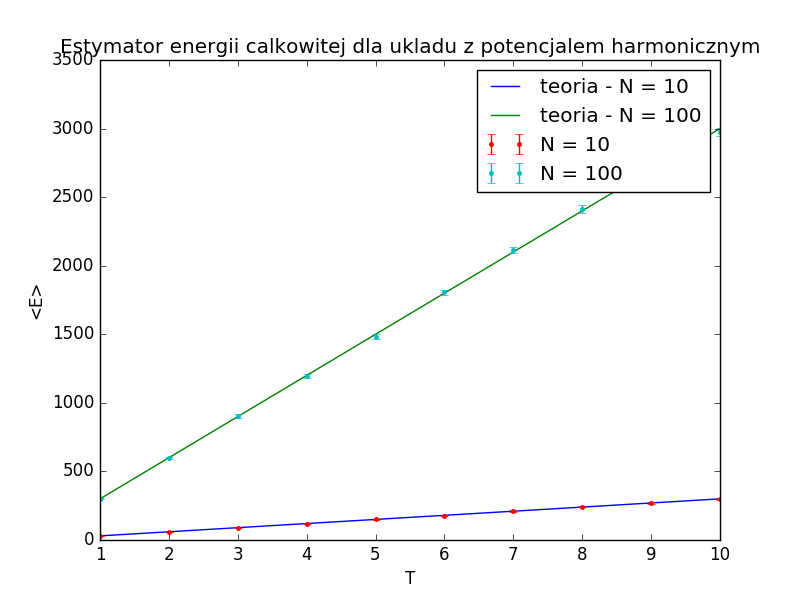 Estymator energii calkowitej dla ukladu z potencjalem harmonicznym
3500
3000
2500
2000
1500
1000
500
0
<E>
teoria - N = 10
teoria - N = 100
N = 10
N = 100
1 2 3 4 5 6 7 8 9 10
T